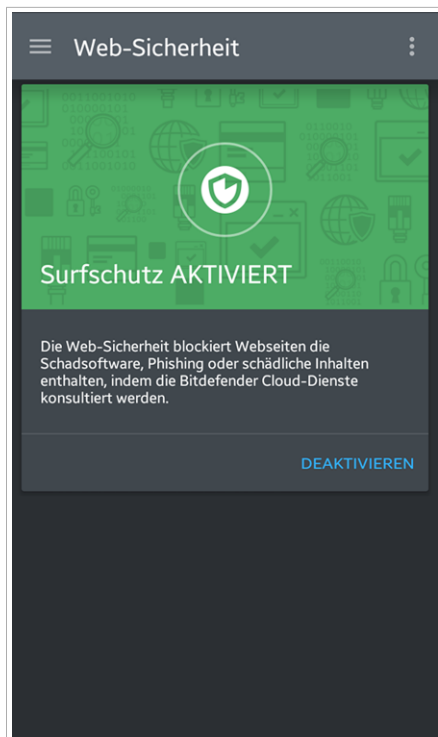 Web-Sicherheit
Surfschutz AKTIVIERT
Die Web-Sicherheit blockiert Webseiten die
Schadsoftware, Phishing oder schädliche Inhalten
enthalten, indem die Bitdefender Cloud-Dienste
konsultiert werden.
DEAKTIVIEREN